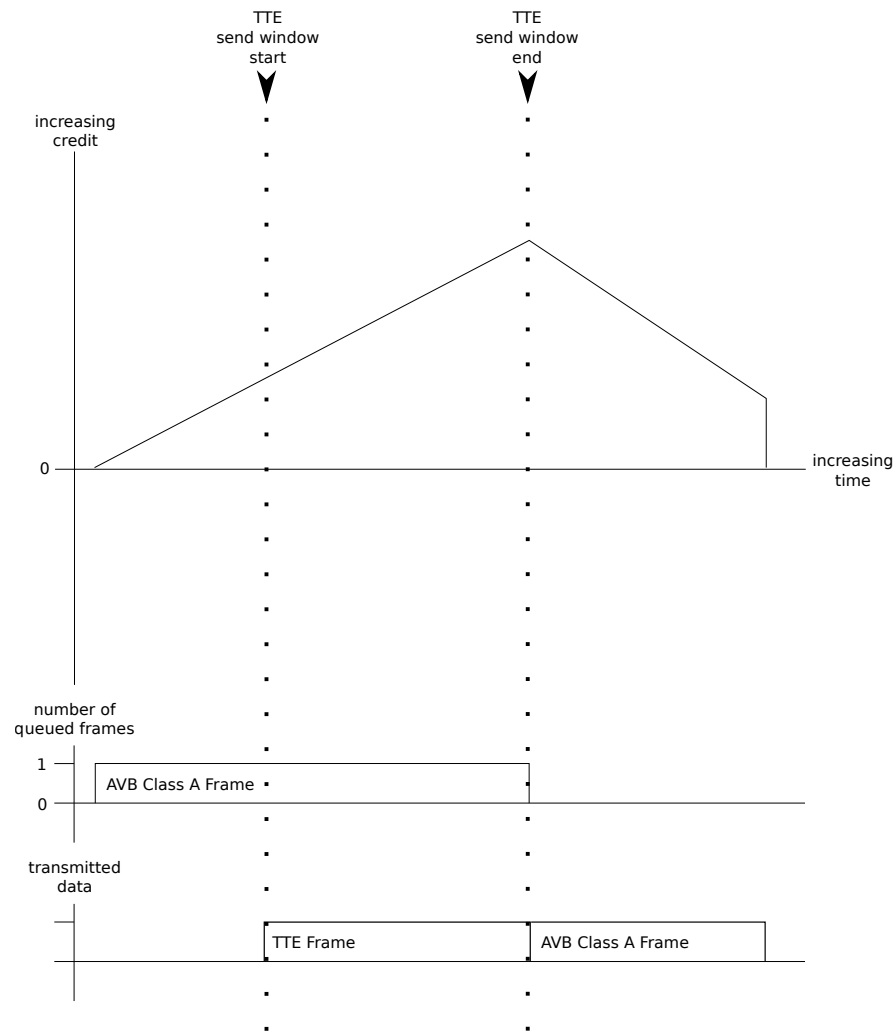 TTE
send window
start
TTE
send window
end
increasing
credit
0
increasing
time
number of
queued frames
1
AVB Class A Frame
0
transmitted
data
TTE Frame
AVB Class A Frame